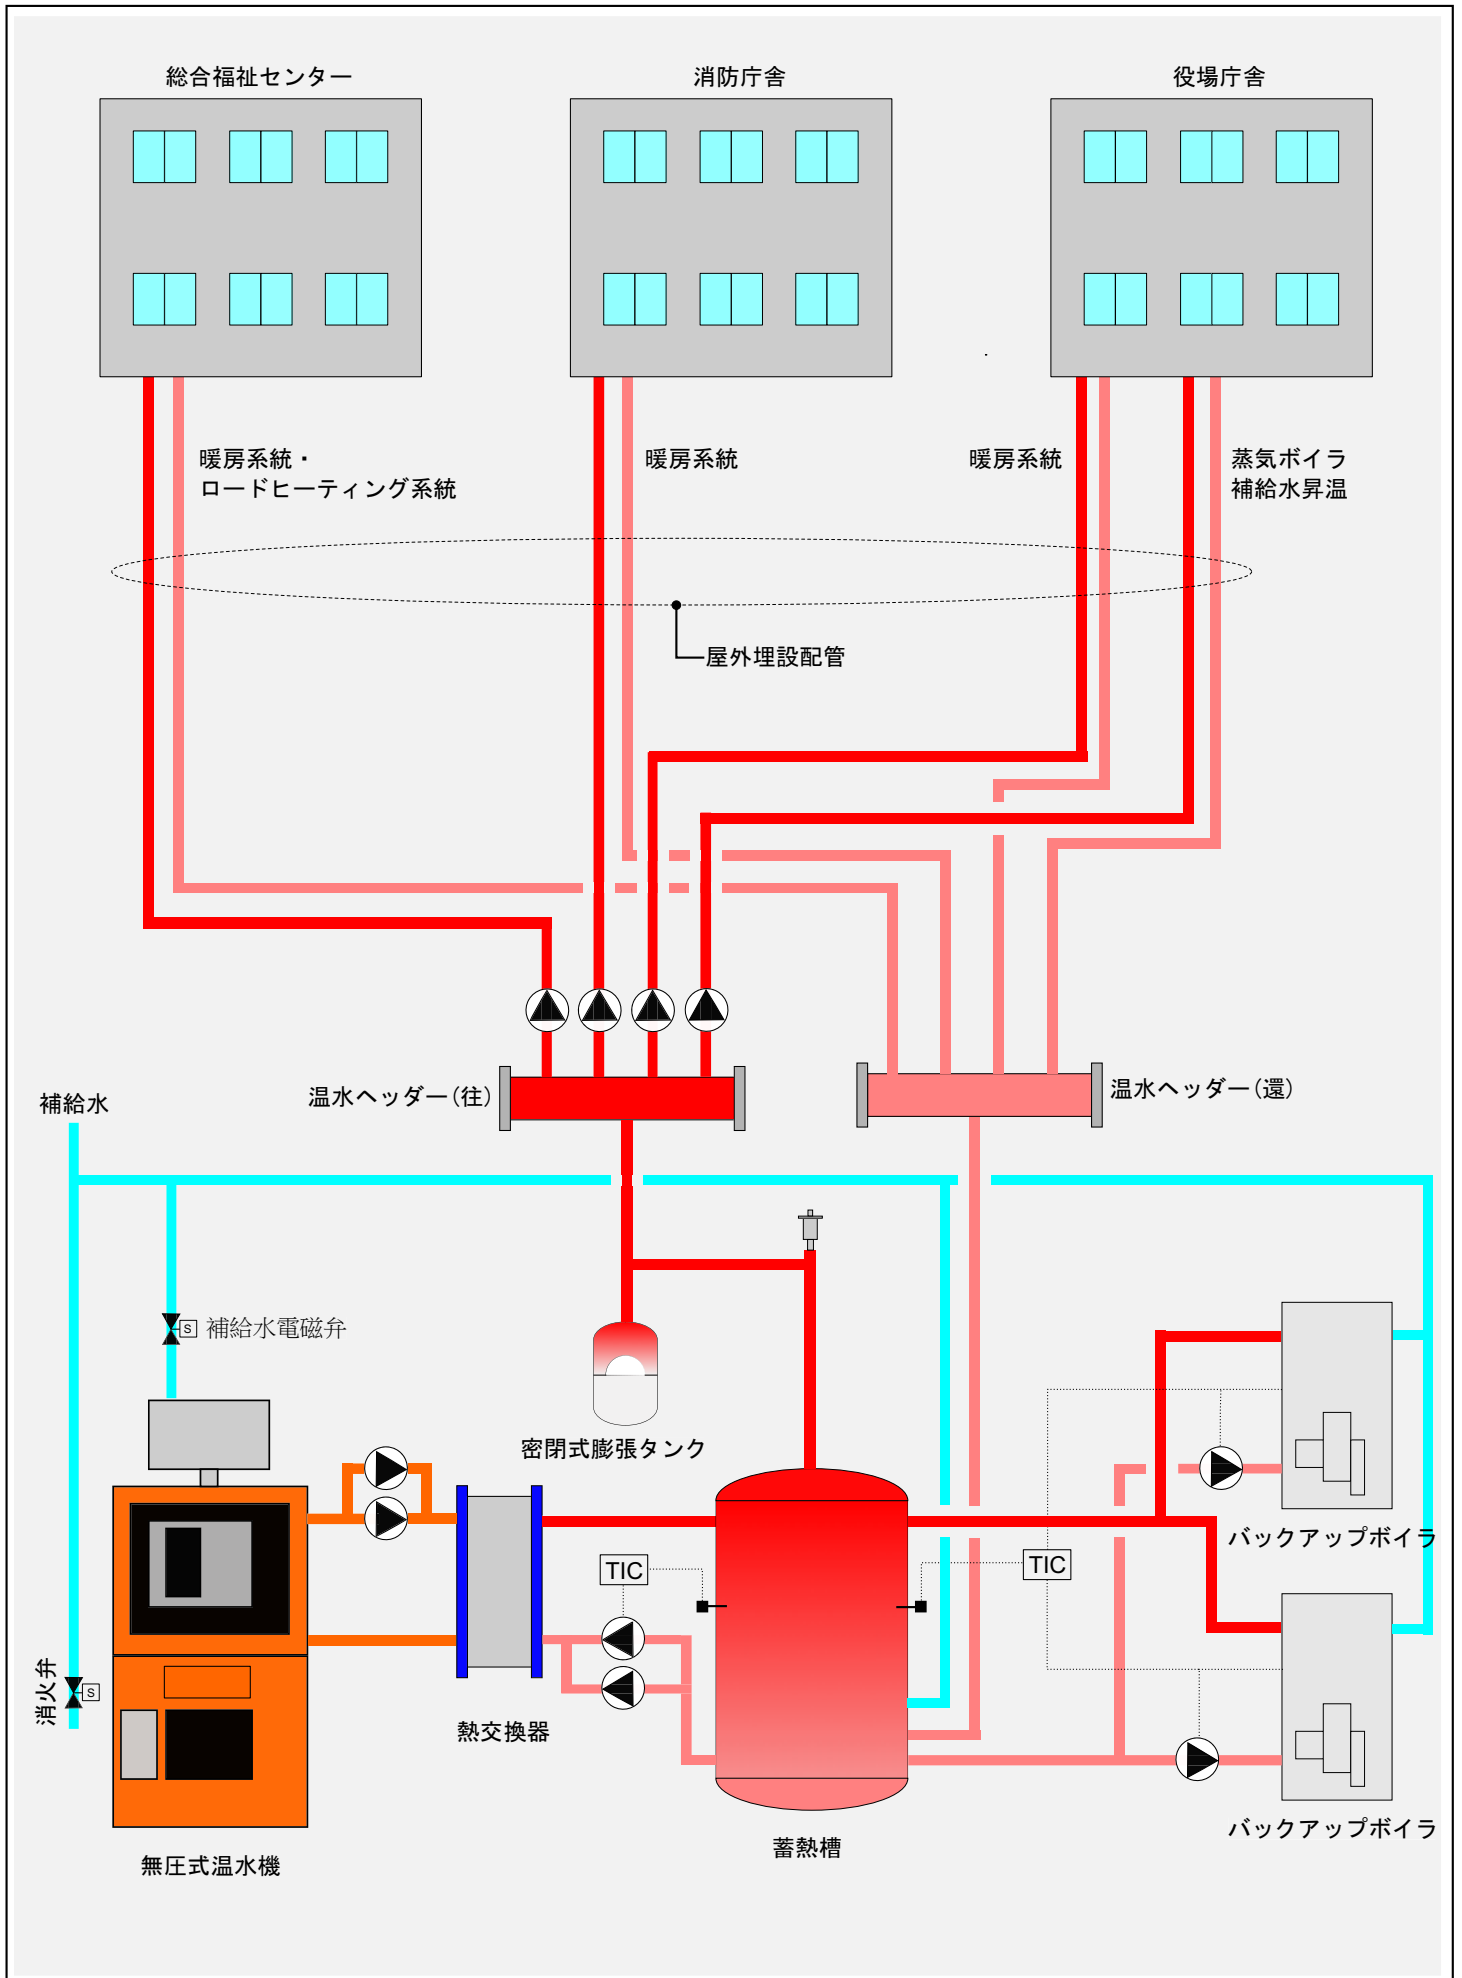 総合福祉センター
消防庁舎
役場庁舎
暖房系統・
ロードヒーティング系統
暖房系統
暖房系統
蒸気ボイラ
補給水昇温
屋外埋設配管
温水ヘッダー(往)
温水ヘッダー(還)
補給水
S
補給水電磁弁
密閉式膨張タンク
バックアップボイラ
TIC
TIC
消火弁
S
熱交換器
バックアップボイラ
蓄熱槽
無圧式温水機